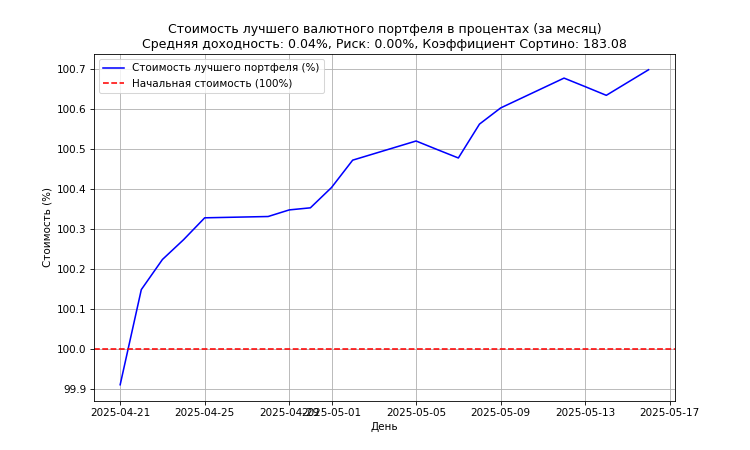 Стоимость лучшего валютного портфеля в процентах (за месяц)
Средняя доходность: 0.04%, Риск: 0.00%, Коэффициент Сортино: 183.08
Стоимость лучшего портфеля (%)
Начальная стоимость (100%)
Стоимость (%)
100.7
100.6
100.5
100.4
100.3
100.2
100.1
100.0
99.9
2025-04-21
2025-04-25
2025-04-29
2025-05-01
2025-05-05
2025-05-09
2025-05-13
2025-05-17
День